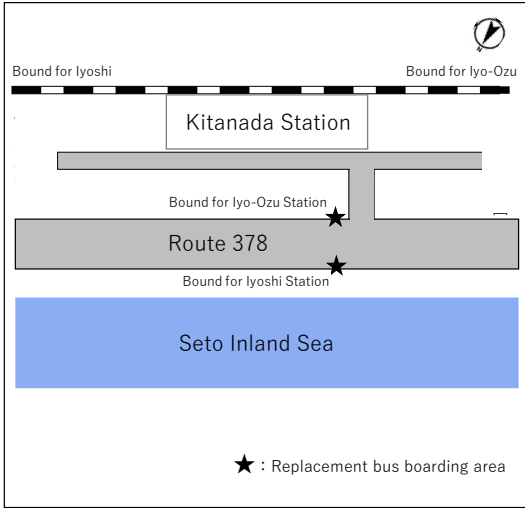 N
Bound for Iyoshi
Bound for Iyo-Ozu
Kitanada Station
Bound for Iyo-Ozu Station
Route 378
Bound for Iyoshi Station
Seto Inland Sea
★：Replacement bus boarding area